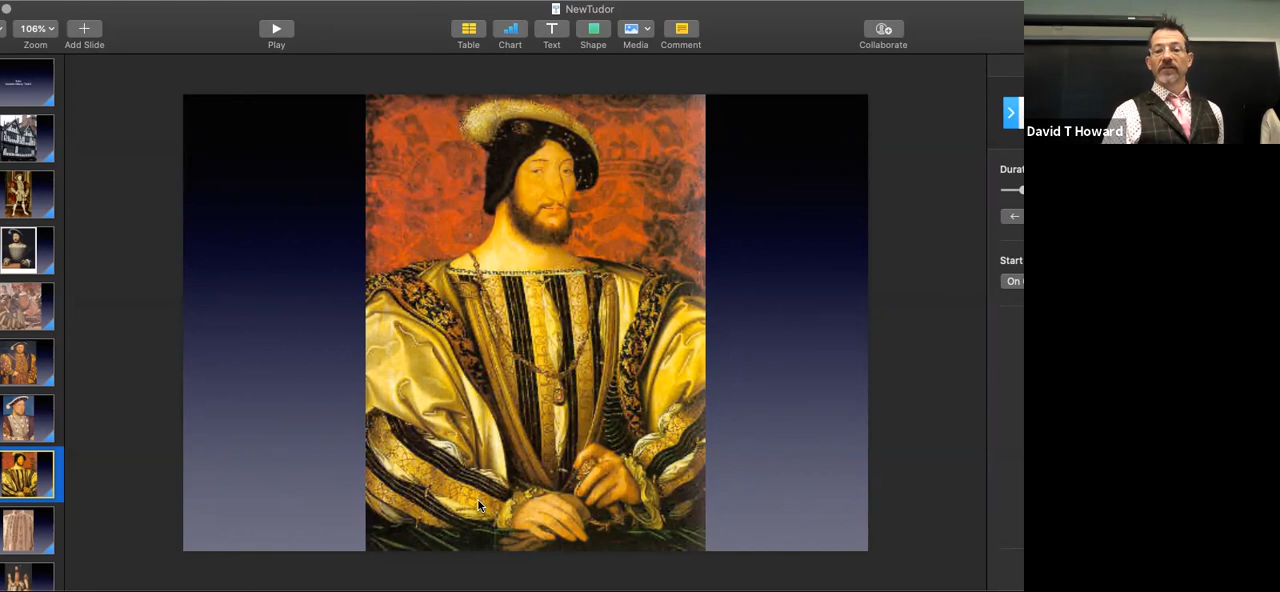 NewTudor
106%
Zoom
Add Slide
Play
Table
Chart
Text
Shape
Media
Comment
Collaborate
David T Howard
Durat
Start
On